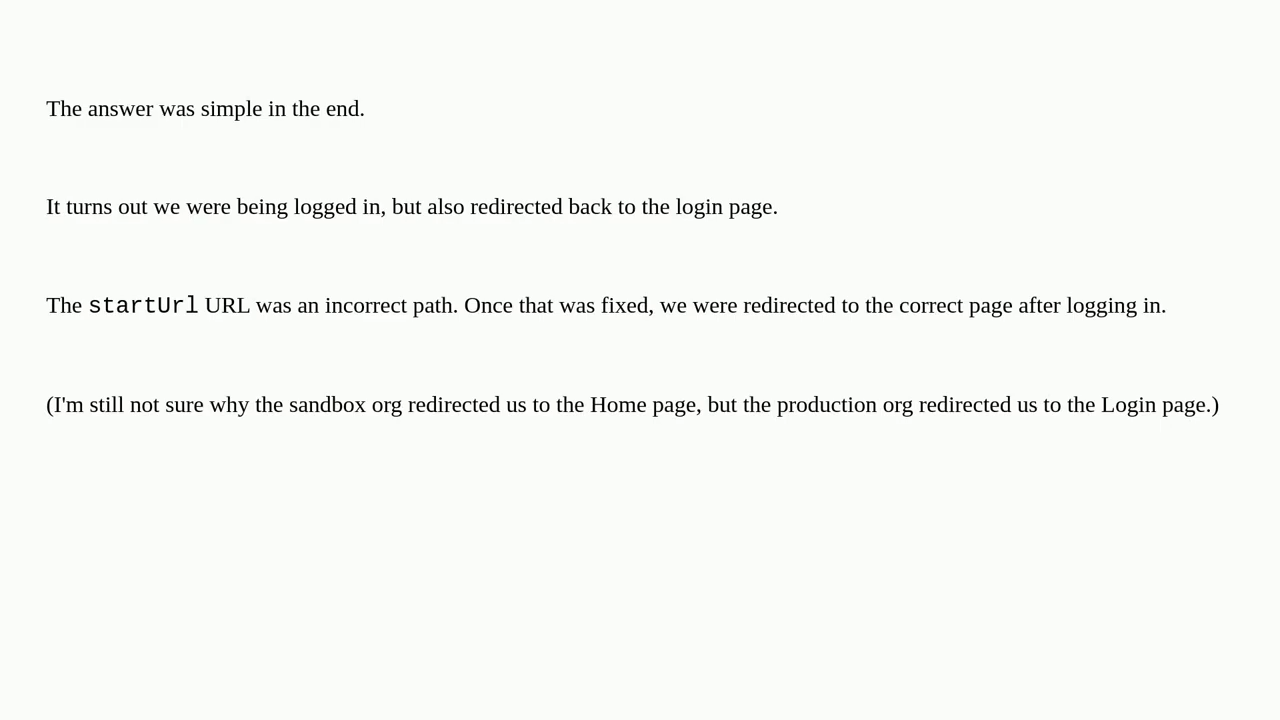 The answer was simple in the end.
It turns out we were being logged in, but also redirected back to the login page.
The startUrl URL was an incorrect path. Once that was fixed, we were redirected to the correct page after logging in.
(I'm still not sure why the sandbox org redirected us to the Home page, but the production org redirected us to the Login page.)